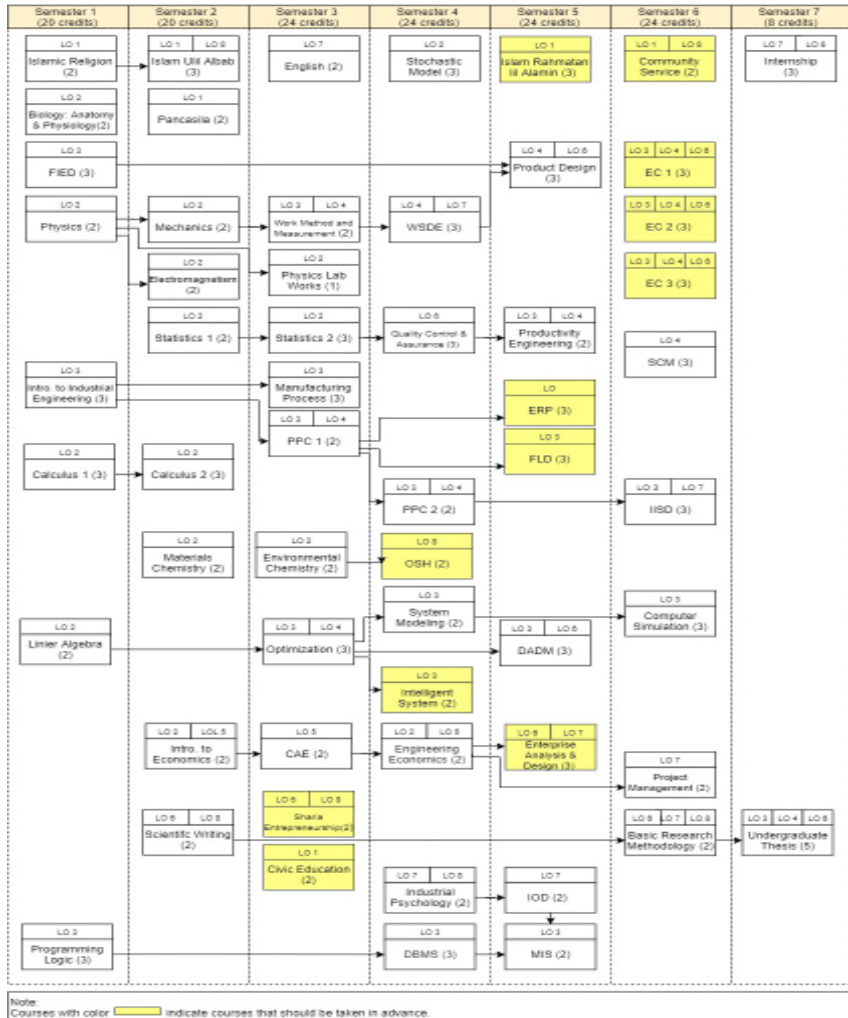 Semester 1
(20 credits)
Semester 2
(20 credits)
Semester 3
(24 credits)
Semester 4
(24 credits)
Semester 5
(24 credits)
Semester 6
(24 credits)
Semester 7
(8 credits)
LO 1
Islamic Religion
(2)
LO 2
Biology: Anatomy
& Physiology(2)
LO 3
FIED (3)
LO 2
Physics (2)
LO 3
Intro. to Industrial
Engineering (3)
LO 2
Calculus 1 (3)
LO 2
Linier Algebra
(2)
LO 3
Programming
Logic (3)
LO 1 LO 8
Islam Ulil Albab
(3)
LO 1
Pancasila (2)
LO 2
Mechanics (2)
LO 2
Electromagnetism
(2)
LO 2
Statistics 1 (2)
LO 2
Calculus 2 (3)
LO 2
Materials
Chemistry (2)
LO 2 LOL 5
Intro. to
Economics (2)
LO 6 LO 8
Scientific Writing
(2)
LO 7
English (2)
LO 3 LO 4
Work Method and
Measurement (2)
LO 2
Physics Lab
Works (1)
LO 2
Statistics 2 (3)
LO 3
Manufacturing
Process (3)
LO 3 LO 4
PPC 1 (2)
LO 2
Environmental
Chemistry (2)
LO 3 LO 4
Optimization (3)
LO 5
CAE (2)
LO 6 LO 8
Sharia
Entrepreneurship(2)
LO 1
Civic Education
(2)
LO 2
Stochastic
Model (3)
LO 4 LO 7
WSDE (3)
LO 6
Quality Control &
Assurance (3)
LO 3 LO 4
PPC 2 (2)
LO 8
OSH (2)
LO 3
System
Modeling (2)
LO 3
Intelligent
System (2)
LO 2 LO 5
Engineering
Economics (2)
LO 7 LO 8
Industrial
Psychology (2)
LO 3
DBMS (3)
LO 1
Islam Rahmatan
lil Alamin (3)
LO 4 LO 6
Product Design
(3)
LO 3 LO 4
Productivity
Engineering (2)
LO
ERP (3)
LO 3
FLD (3)
LO 3 LO 6
DADM (3)
LO 6 LO 7
Enterprise
Analysis &
Design (3)
LO 7
IOD (2)
LO 3
MIS (2)
LO 1 LO 8
Community
Service (2)
LO 3 LO 4 LO 6
EC 1 (3)
LO 3 LO 4 LO 6
EC 2 (3)
LO 3 LO 4 LO 6
EC 3 (3)
LO 4
SCM (3)
LO 3 LO 7
IISD (3)
LO 3
Computer
Simulation (3)
LO 7
Project
Management (2)
LO 6 LO 7 LO 8
Basic Research
Methodology (2)
LO 7 LO 8
Internship
(3)
LO 3 LO 4 LO 6
Undergraduate
Thesis (5)
Note:
Courses with color indicate courses that should be taken in advance.